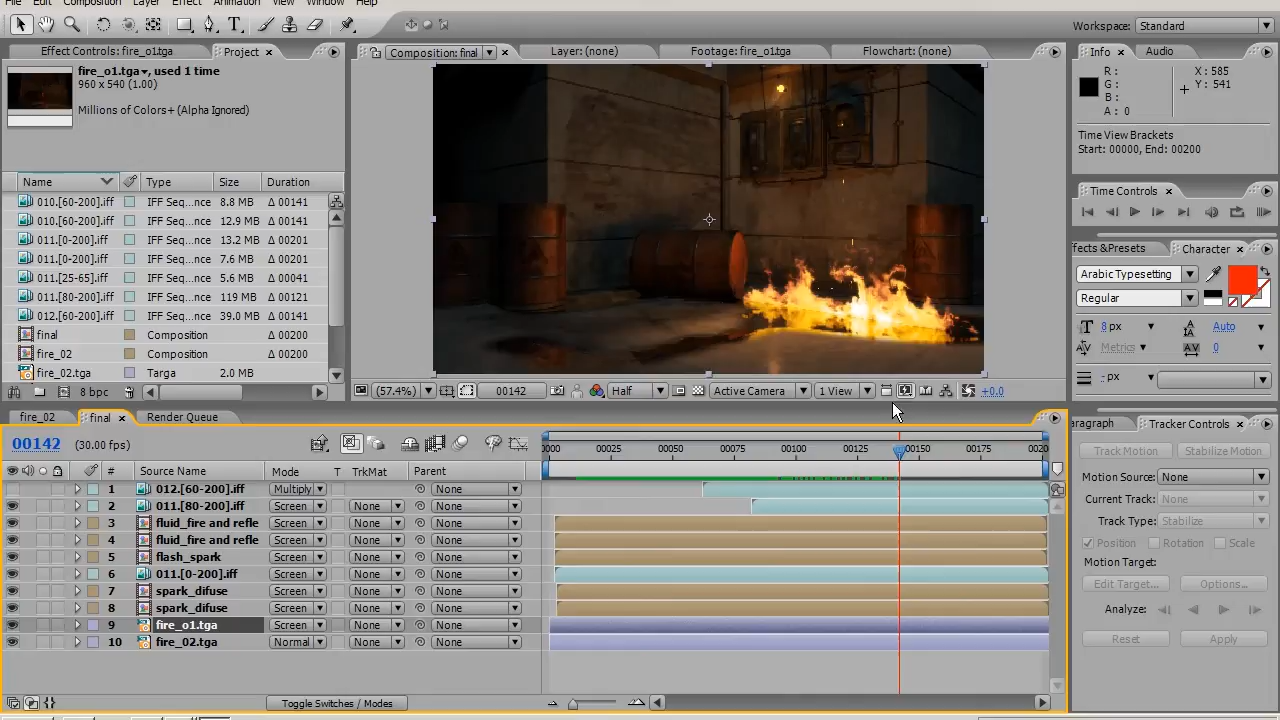 File Edit Composition Layer Effect Animation View Window Help
Workspace: Standard
Effect Controls: fire_o1.tga
Project
fire_o1.tga, used 1 time
960 x 540 (1.00)
Millions of Colors+ (Alpha Ignored)
Name Type Size Duration
010.[60-200].iff IFF Seq...nce 8.8 MB Δ 00141
010.[60-200].iff IFF Seq...nce 12.9 MB Δ 00141
011.[0-200].iff IFF Seq...nce 13.2 MB Δ 00201
011.[0-200].iff IFF Seq...nce 7.6 MB Δ 00201
011.[25-65].iff IFF Seq...nce 5.6 MB Δ 00041
011.[80-200].iff IFF Seq...nce 119 MB Δ 00121
012.[60-200].iff IFF Seq...nce 39.0 MB Δ 00141
final Composition Δ 00200
fire_02 Composition Δ 00200
fire_02.tga Targa 2.0 MB
8 bpc
Composition: final
Layer: (none)
Footage: fire_o1.tga
Flowchart: (none)
(57.4%) 00142 Half Active Camera 1 View +0.0
Info Audio
R : X : 585
G : Y : 541
B :
A : 0
Time View Brackets
Start: 00000, End: 00200
Time Controls
ffects &Presets Character
Arabic Typesetting
Regular
8 px Auto
Metrics 0
- px
aragraph Tracker Controls
Track Motion Stabilize Motion
Motion Source: None
Current Track: None
Track Type: Stabilize
Position Rotation Scale
Motion Target:
Edit Target... Options...
Analyze:
Reset Apply
fire_02 final Render Queue
00142 (30.00 fps)
0000 00025 00050 00075 00100 00125 00150 00175 0020
# Source Name Mode T TrkMat Parent
1 012.[60-200].iff Multiply None
2 011.[80-200].iff Screen None None
3 fluid_fire and refle Screen None None
4 fluid_fire and refle Screen None None
5 flash_spark Screen None None
6 011.[0-200].iff Screen None None
7 spark_difuse Screen None None
8 spark_difuse Screen None None
9 fire_o1.tga Screen None None
10 fire_02.tga Normal None None
Toggle Switches / Modes